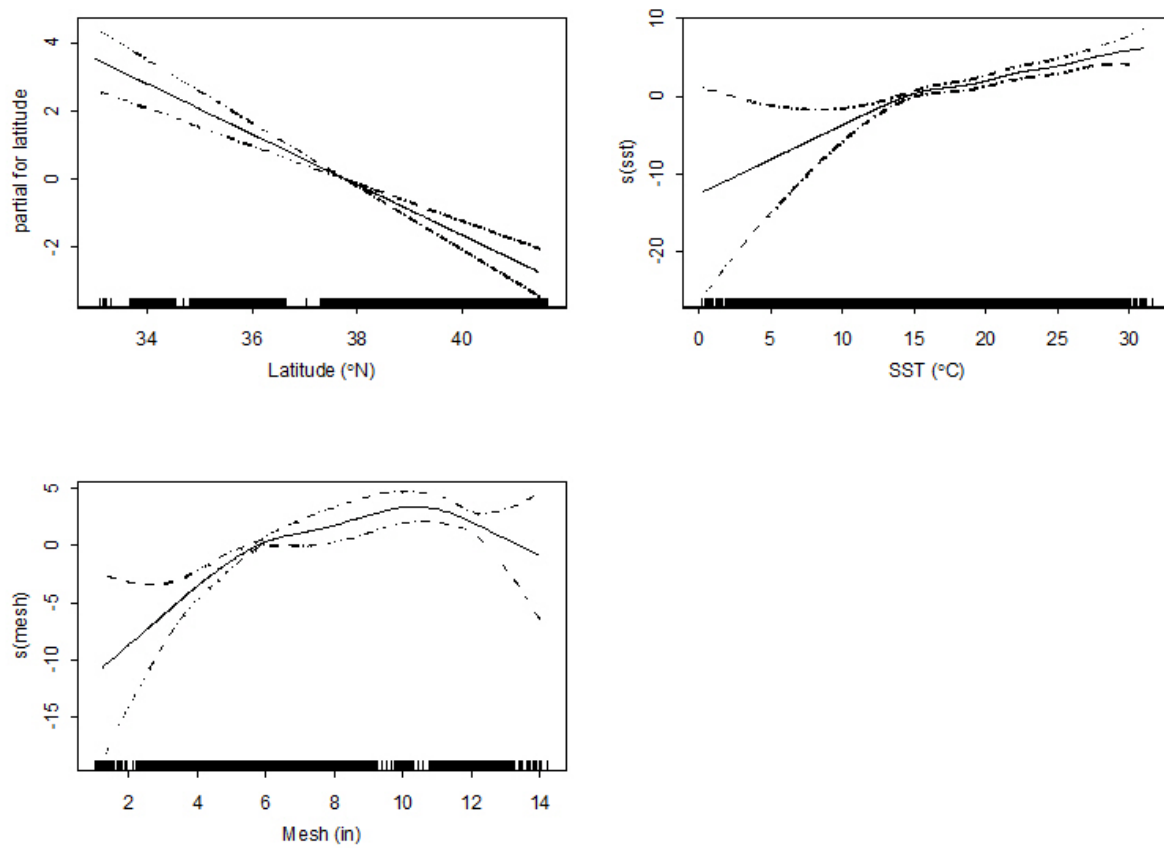 partial for latitude
4
2
0
-2
34 36 38 40
Latitude (°N)
s(sst)
10
0
-10
-20
0 5 10 15 20 25 30
SST (°C)
s(mesh)
5
0
-5
-10
-15
2 4 6 8 10 12 14
Mesh (in)